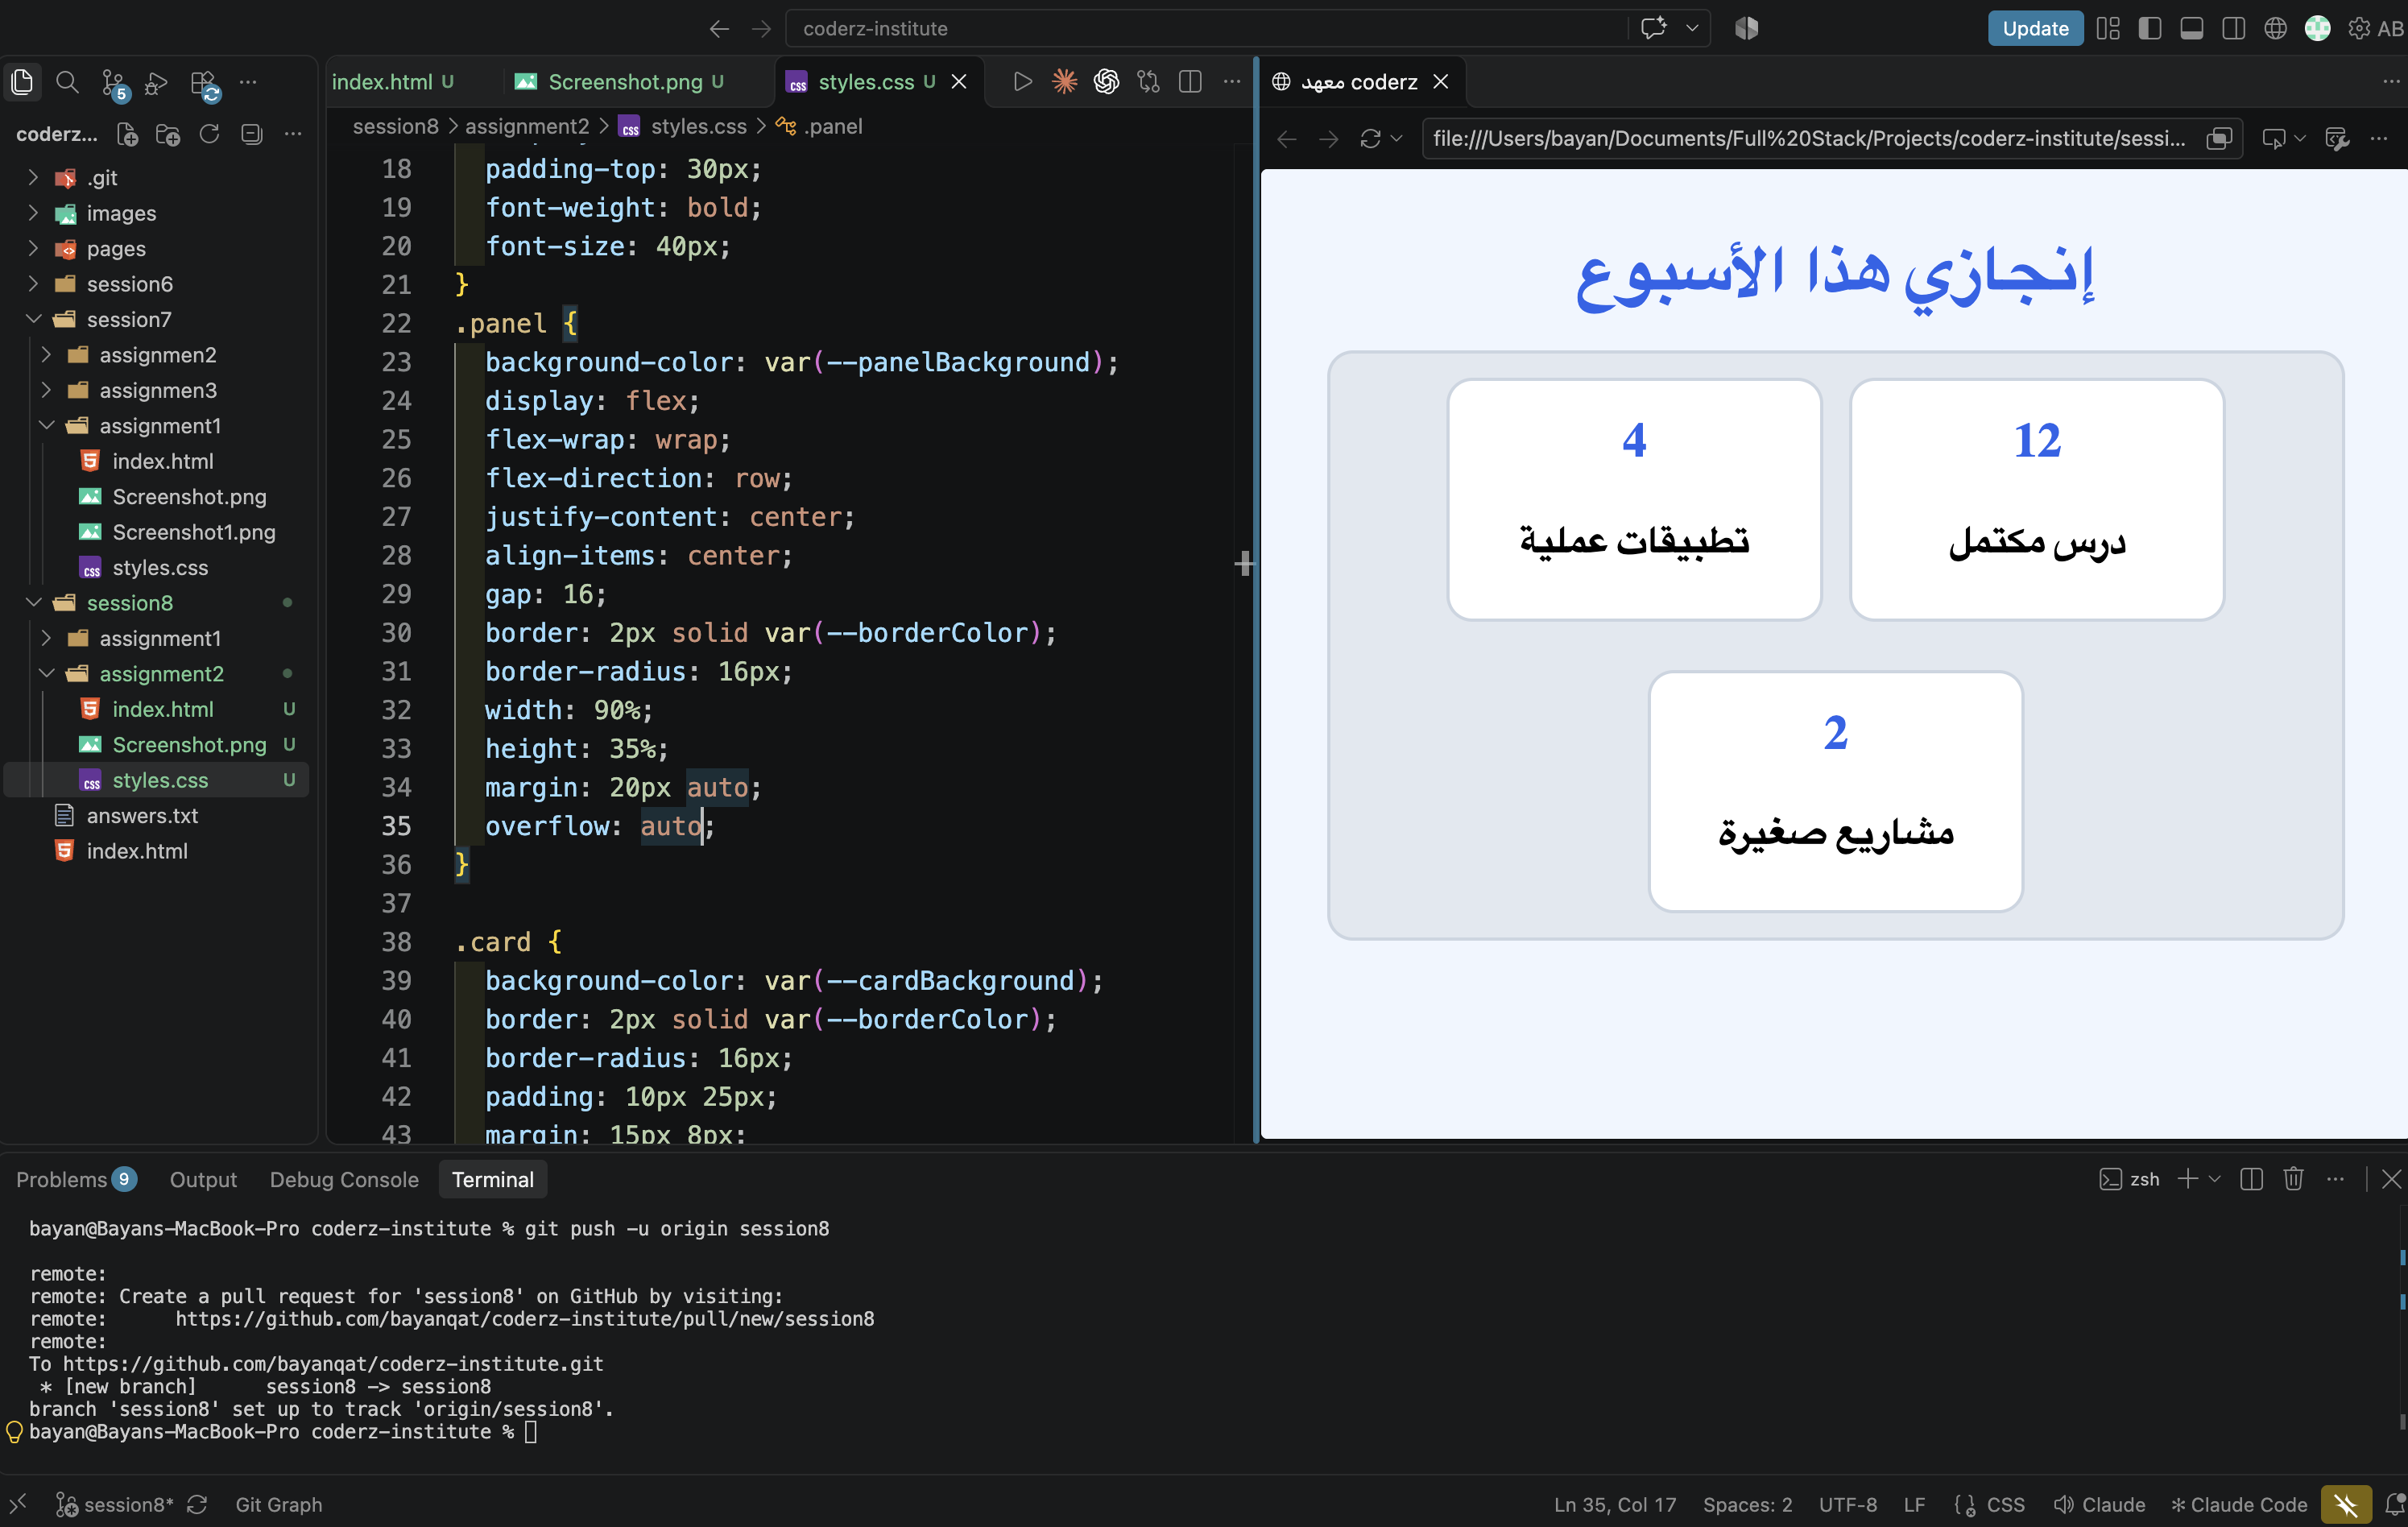 coderz-institute
Update
AB
5
coderz...
.git
images
pages
session6
session7
assignmen2
assignmen3
assignment1
index.html
Screenshot.png
Screenshot1.png
styles.css
session8
assignment1
assignment2
index.html U
Screenshot.png U
styles.css U
answers.txt
index.html
index.html U
Screenshot.png U
styles.css U
session8 > assignment2 > styles.css > .panel
18 padding-top: 30px;
19 font-weight: bold;
20 font-size: 40px;
21 }
22 .panel {
23 background-color: var(--panelBackground);
24 display: flex;
25 flex-wrap: wrap;
26 flex-direction: row;
27 justify-content: center;
28 align-items: center;
29 gap: 16;
30 border: 2px solid var(--borderColor);
31 border-radius: 16px;
32 width: 90%;
33 height: 35%;
34 margin: 20px auto;
35 overflow: auto;
36 }
37
38 .card {
39 background-color: var(--cardBackground);
40 border: 2px solid var(--borderColor);
41 border-radius: 16px;
42 padding: 10px 25px;
43 margin: 15px 8px;
معهد coderz
file:///Users/bayan/Documents/Full%20Stack/Projects/coderz-institute/sessi...
إنجازي هذا الأسبوع
12
درس مكتمل
4
تطبيقات عملية
2
مشاريع صغيرة
Problems 9 Output Debug Console Terminal
zsh
bayan@Bayans-MacBook-Pro coderz-institute % git push -u origin session8
remote:
remote: Create a pull request for 'session8' on GitHub by visiting:
remote:      https://github.com/bayanqat/coderz-institute/pull/new/session8
remote:
To https://github.com/bayanqat/coderz-institute.git
 * [new branch]      session8 -> session8
branch 'session8' set up to track 'origin/session8'.
bayan@Bayans-MacBook-Pro coderz-institute %
session8* Git Graph
Ln 35, Col 17 Spaces: 2 UTF-8 LF CSS Claude Claude Code